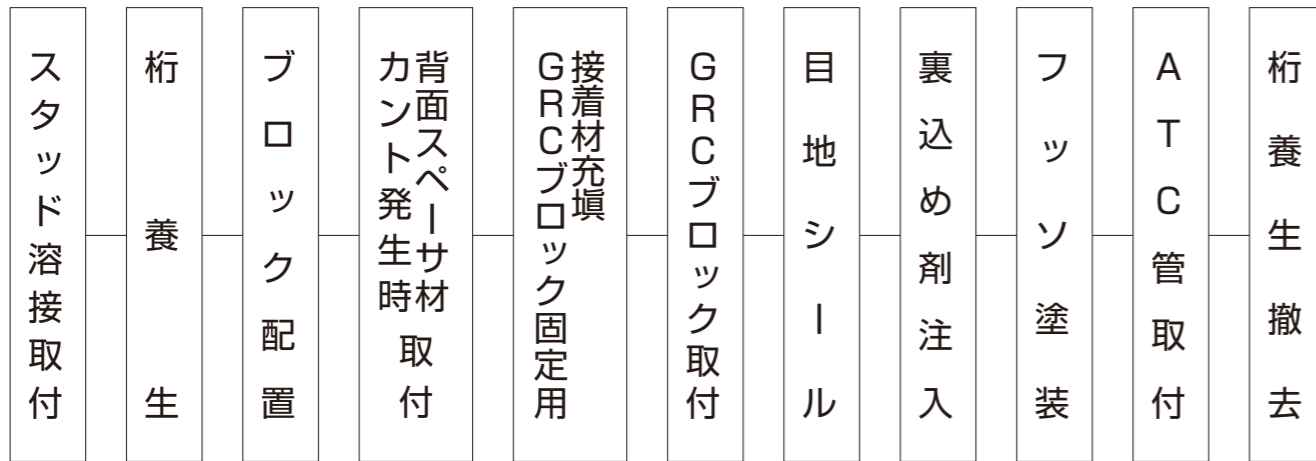 スタッド溶接取付
桁養生
ブロック配置
背面スペーサ材
カント発生時
取付
接着材充塡
GRCブロック固定用
GRCブロック取付
目地シール
裏込め剤注入
フッソ塗装
ATC管取付
桁養生撤去